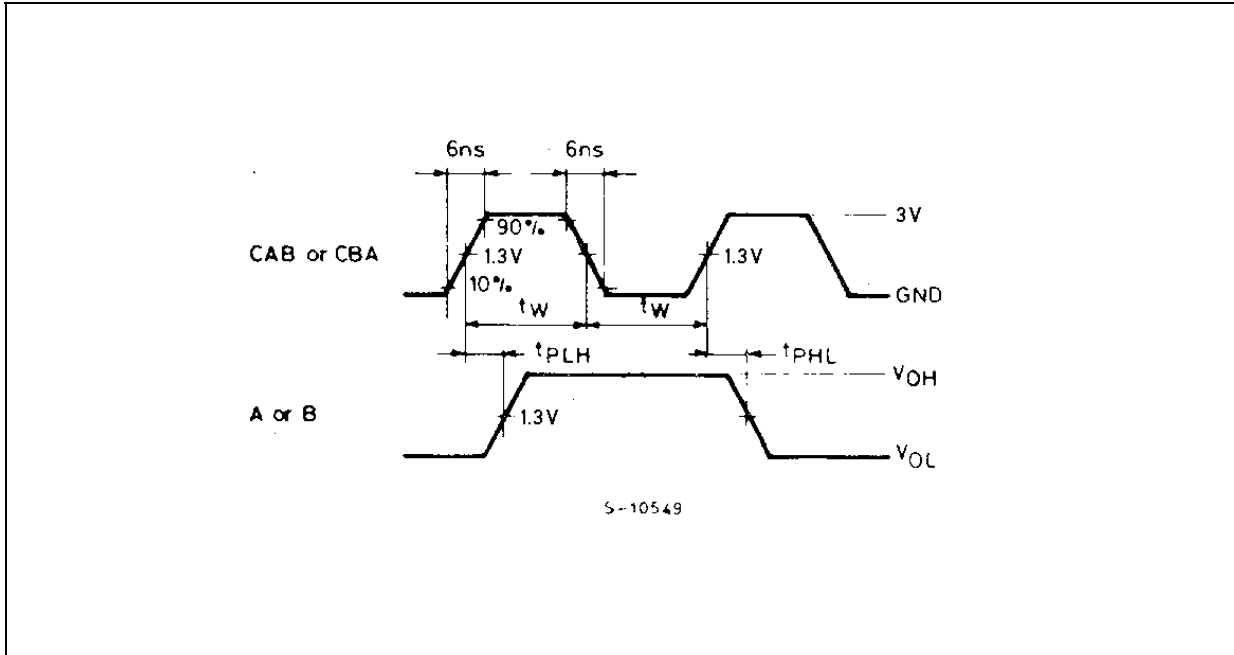 6ns 6ns
3V
90%
CAB or CBA 1.3V 1.3V
10%
GND
tW tW
tPLH tPHL
VOH
A or B 1.3V
VOL
S-10549